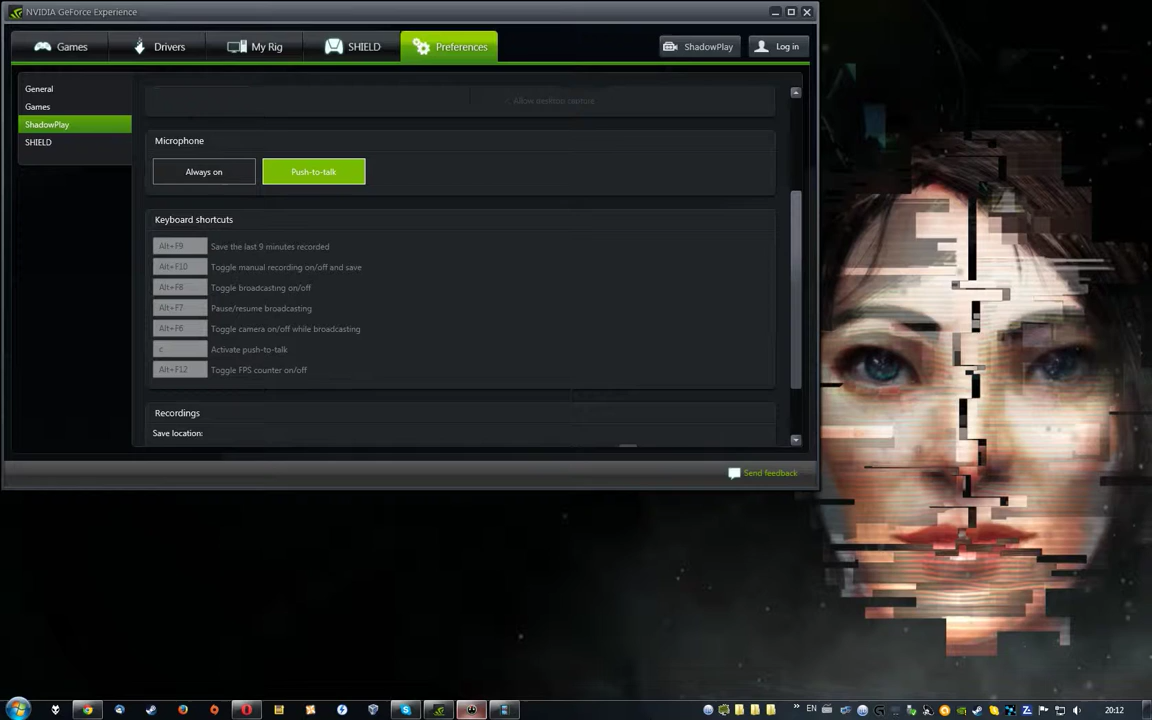 NVIDIA GeForce Experience
Games
Drivers
My Rig
SHIELD
Preferences
ShadowPlay
Log in
General
Games
ShadowPlay
SHIELD
Allow desktop capture
Microphone
Always on
Push-to-talk
Keyboard shortcuts
Alt+F9 Save the last 9 minutes recorded
Alt+F10 Toggle manual recording on/off and save
Alt+F8 Toggle broadcasting on/off
Alt+F7 Pause/resume broadcasting
Alt+F6 Toggle camera on/off while broadcasting
c Activate push-to-talk
Alt+F12 Toggle FPS counter on/off
Recordings
Save location:
Send feedback
EN
20:12